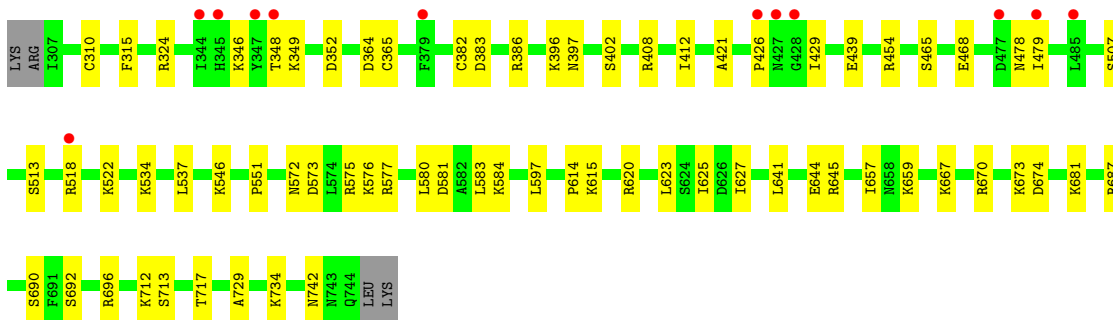 LYS ARG I307 C310 F315 R324 I344 H345 K346 Y347 T348 K349 D352 D364 C365 F379 C382 D383 R386 K396 N397 S402 R408 I412 A421 P426 N427 G428 I429 E439 R454 S465 E468 D477 N478 I479 L485
S513 R518 K522 K534 L537 K546 P551 N572 D573 L574 R575 K576 R577 L580 D581 A582 L583 K584 L597 P614 K615 R620 L623 S624 I625 D626 I627 L641 E644 R645 I657 N658 K659 K667 R670 K673 D674 K681
S690 F691 S692 R696 K712 S713 T717 A729 K734 N742 N743 Q744 LEU LYS